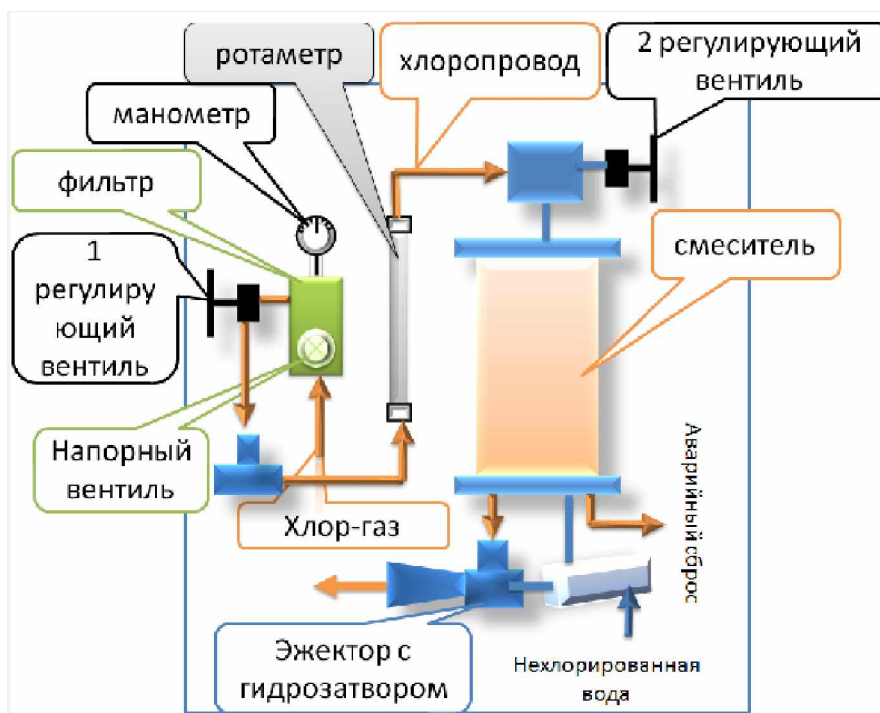 ротаметр
хлоропровод
2 регулирующий
вентиль
манометр
фильтр
1
регулиру
ющий
вентиль
смеситель
Напорный
вентиль
Хлор-газ
Аварийный сброс
Эжектор с
гидрозатвором
Нехлорированная
вода